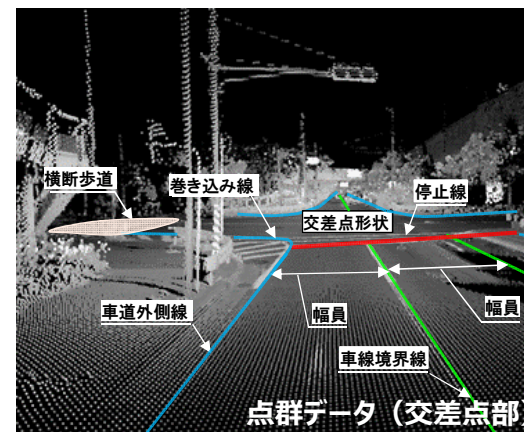 横断歩道
巻き込み線
停止線
交差点形状
車道外側線
幅員
幅員
車線境界線
点群データ（交差点部）